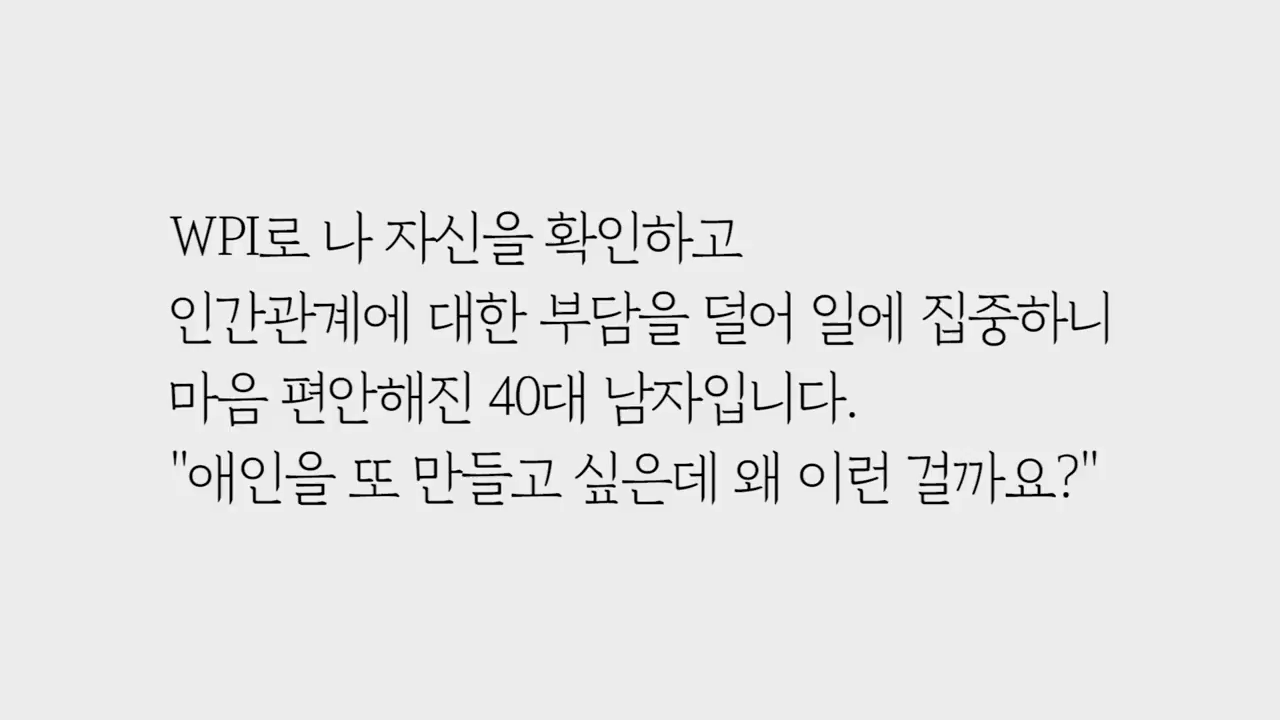 WPI로 나 자신을 확인하고
인간관계에 대한 부담을 덜어 일에 집중하니
마음 편안해진 40대 남자입니다.
"애인을 또 만들고 싶은데 왜 이런 걸까요?"